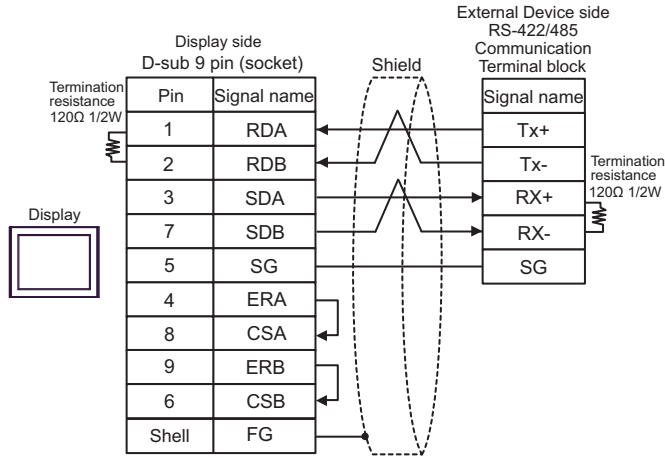 External Device side
RS-422/485
Communication
Terminal block
Display side
D-sub 9 pin (socket)
Shield
Termination
resistance
120Ω 1/2W
Pin Signal name
1 RDA
2 RDB
3 SDA
7 SDB
5 SG
4 ERA
8 CSA
9 ERB
6 CSB
Shell FG
Display
Signal name
Tx+
Tx-
RX+
RX-
SG
Termination
resistance
120Ω 1/2W